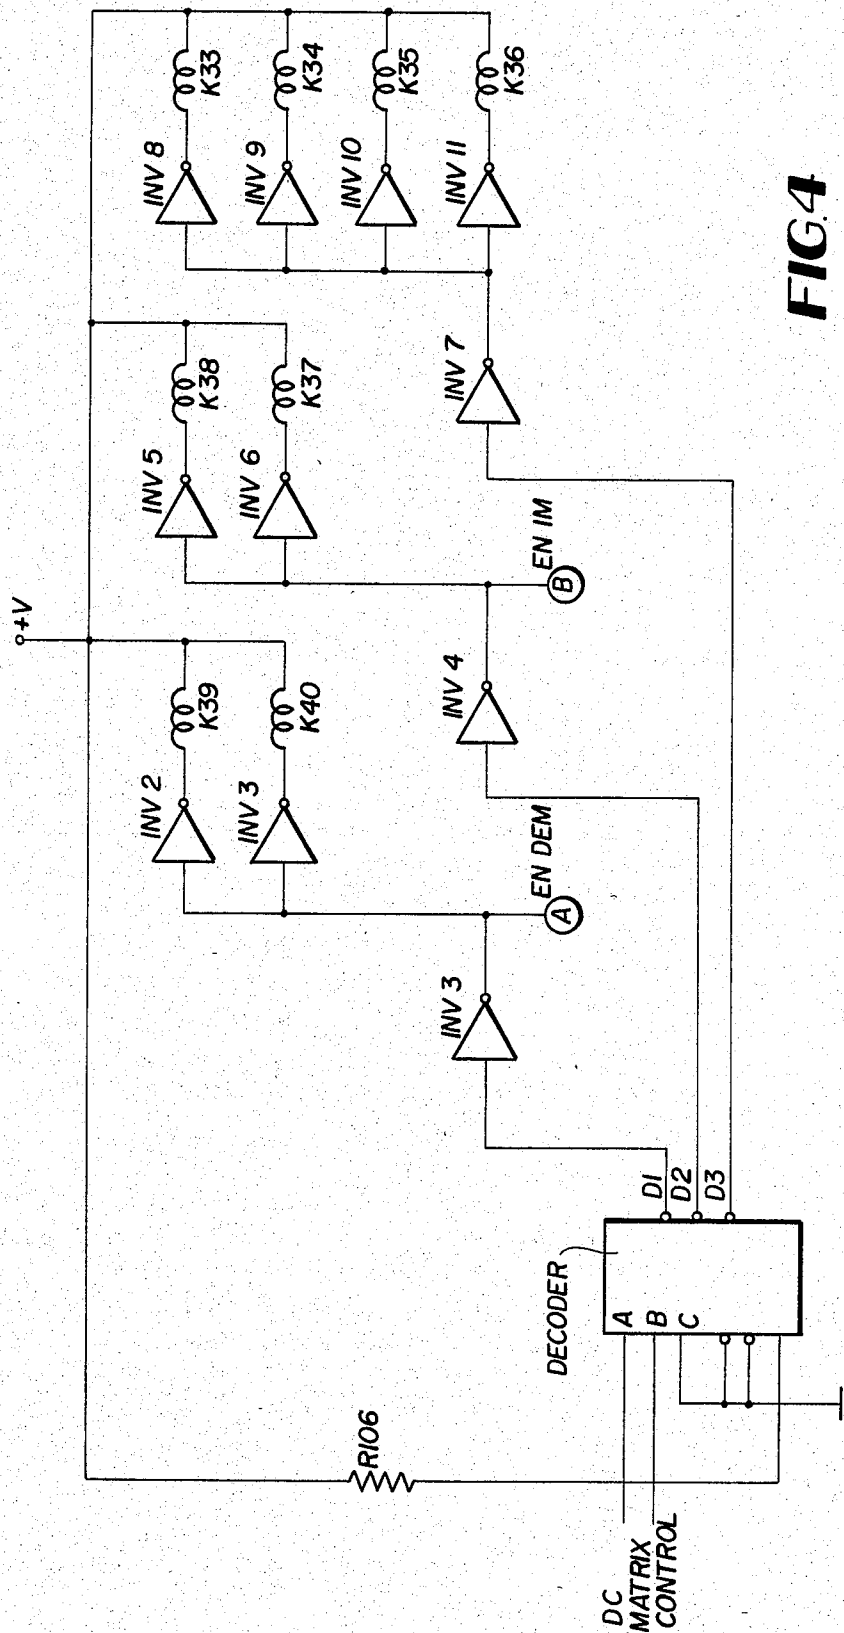 +V
INV 2
K39
INV 3
K40
INV 5
K38
INV 6
K37
INV 8
K33
INV 9
K34
INV 10
K35
INV 11
K36
INV 3
A
EN DEM
INV 4
B
EN IM
INV 7
R106
DC
MATRIX
CONTROL
DECODER
A
B
C
D1
D2
D3
FIG.4